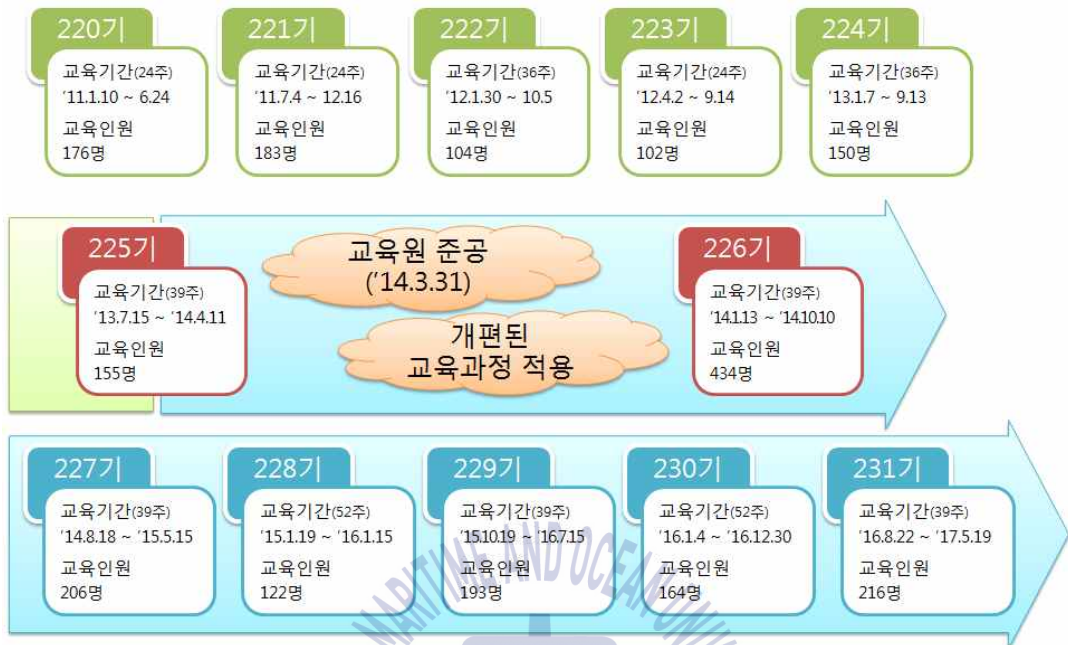 220기
교육기간(24주)
'11.1.10 ~ 6.24
교육인원
176명
221기
교육기간(24주)
'11.7.4 ~ 12.16
교육인원
183명
222기
교육기간(36주)
'12.1.30 ~ 10.5
교육인원
104명
223기
교육기간(24주)
'12.4.2 ~ 9.14
교육인원
102명
224기
교육기간(36주)
'13.1.7 ~ 9.13
교육인원
150명
225기
교육기간(39주)
'13.7.15 ~ '14.4.11
교육인원
155명
교육원 준공
('14.3.31)
개편된
교육과정 적용
226기
교육기간(39주)
'14.1.13 ~ '14.10.10
교육인원
434명
227기
교육기간(39주)
'14.8.18 ~ '15.5.15
교육인원
206명
228기
교육기간(52주)
'15.1.19 ~ '16.1.15
교육인원
122명
229기
교육기간(39주)
'15.10.19 ~ '16.7.15
교육인원
193명
230기
교육기간(52주)
'16.1.4 ~ '16.12.30
교육인원
164명
231기
교육기간(39주)
'16.8.22 ~ '17.5.19
교육인원
216명
MARITIME AND OCEAN